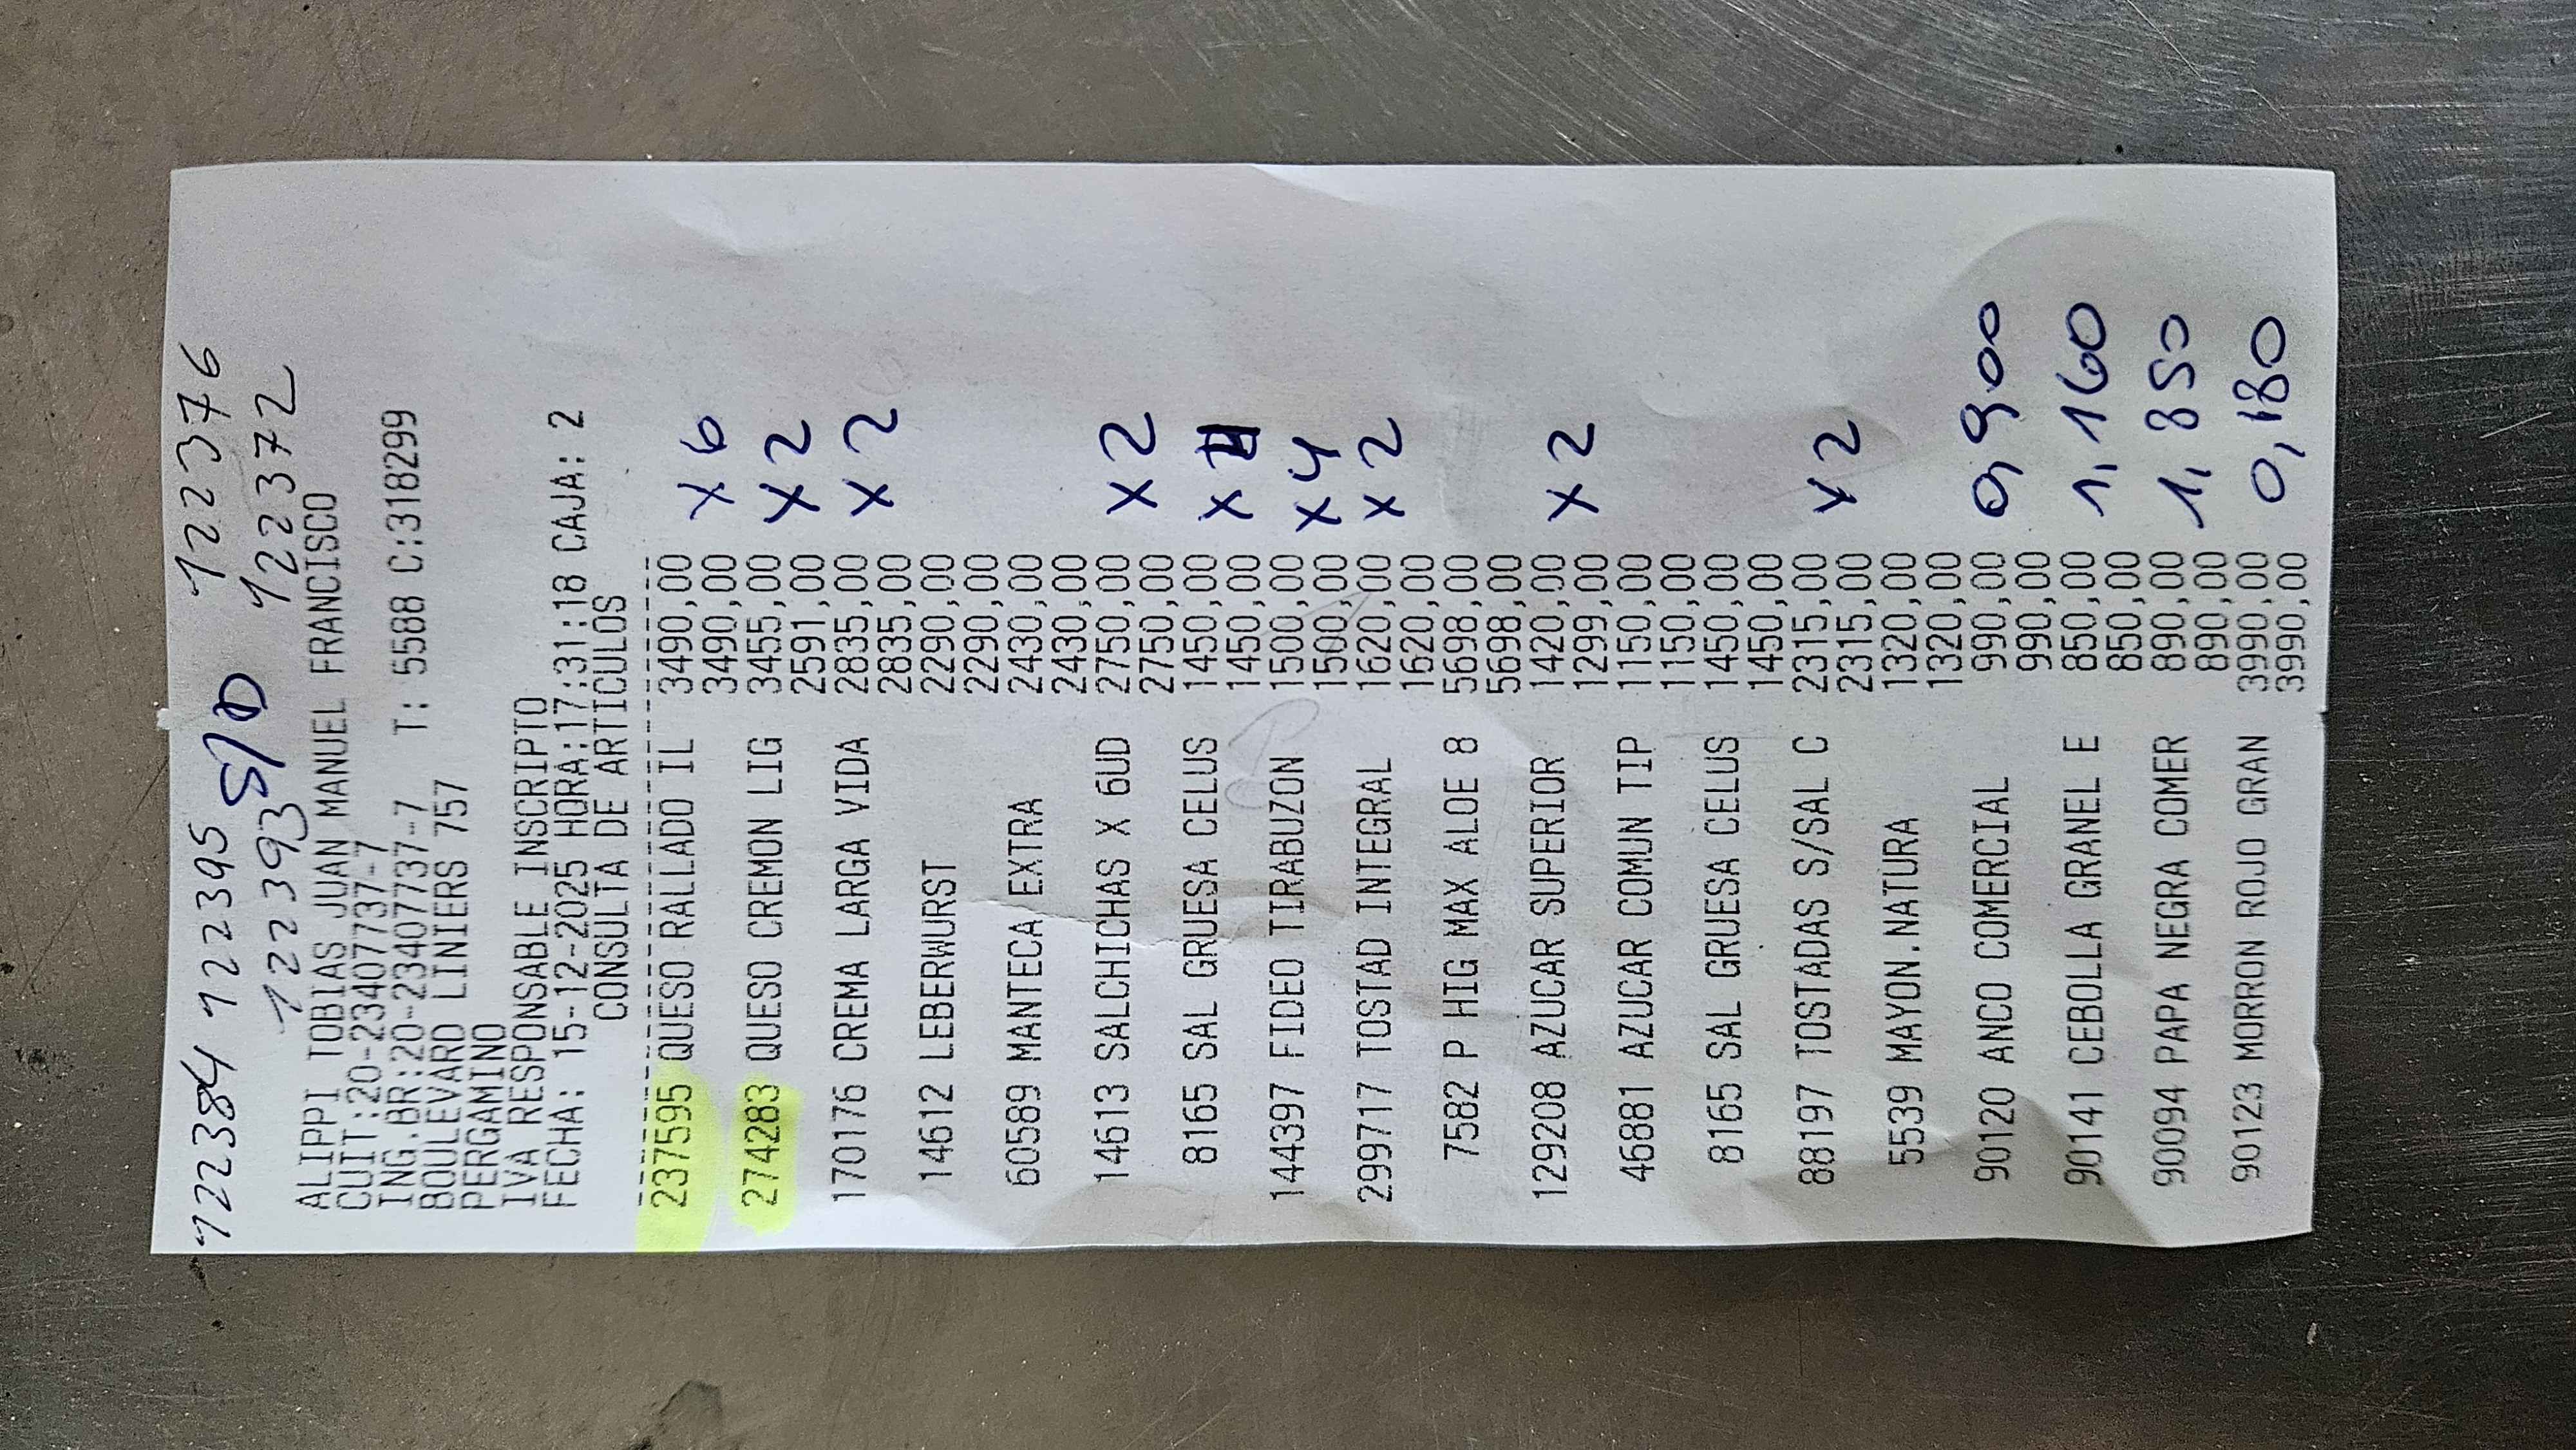 122384 122395 S/D 122376
122393 122372
ALIPPI TOBIAS JUAN MANUEL FRANCISCO
CUIT:20-23407737-7
ING.BR:20-23407737-7 T: 5588 C:318299
BOULEVARD LINIERS 757
PERGAMINO
IVA RESPONSABLE INSCRIPTO
FECHA: 15-12-2025 HORA:17:31:18 CAJA: 2
CONSULTA DE ARTICULOS
237595 QUESO RALLADO IL 3490,00 x6
3490,00
274283 QUESO CREMON LIG 3455,00 x2
2591,00
170176 CREMA LARGA VIDA 2835,00 x2
2835,00
14612 LEBERWURST 2290,00
2290,00
60589 MANTECA EXTRA 2430,00
2430,00
14613 SALCHICHAS X 6UD 2750,00 x2
2750,00
8165 SAL GRUESA CELUS 1450,00 x
1450,00
144397 FIDEO TIRABUZON 1500,00 x4
1500,00
299717 TOSTAD INTEGRAL 1620,00 x2
1620,00
7582 P HIG MAX ALOE 8 5698,00
5698,00
129208 AZUCAR SUPERIOR 1420,00 x2
1299,00
46881 AZUCAR COMUN TIP 1150,00
1150,00
8165 SAL GRUESA CELUS 1450,00
1450,00
88197 TOSTADAS S/SAL C 2315,00 x2
2315,00
5539 MAYON.NATURA 1320,00
1320,00
90120 ANCO COMERCIAL 990,00 0,900
990,00
90141 CEBOLLA GRANEL E 850,00 1,160
850,00
90094 PAPA NEGRA COMER 890,00 1,850
890,00
90123 MORRON ROJO GRAN 3990,00 0,180
3990,00